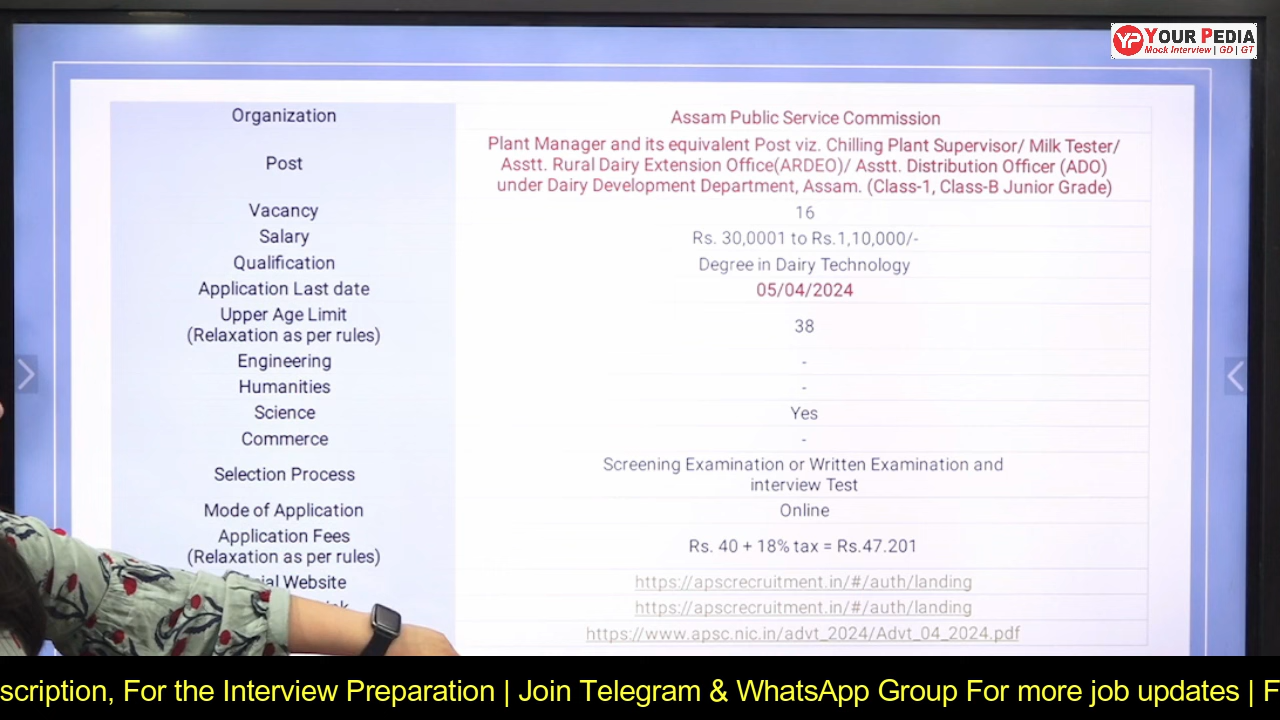 YP YOUR PEDIA
Mock Interview | GD | GT
Organization
Assam Public Service Commission
Post
Plant Manager and its equivalent Post viz. Chilling Plant Supervisor/ Milk Tester/
Asstt. Rural Dairy Extension Office(ARDEO)/ Asstt. Distribution Officer (ADO)
under Dairy Development Department, Assam. (Class-1, Class-B Junior Grade)
Vacancy
16
Salary
Rs. 30,0001 to Rs.1,10,000/-
Qualification
Degree in Dairy Technology
Application Last date
05/04/2024
Upper Age Limit
(Relaxation as per rules)
38
Engineering
-
Humanities
-
Science
Yes
Commerce
-
Selection Process
Screening Examination or Written Examination and
interview Test
Mode of Application
Online
Application Fees
(Relaxation as per rules)
Rs. 40 + 18% tax = Rs.47.201
Website
https://apscrecruitment.in/#/auth/landing
https://apscrecruitment.in/#/auth/landing
https://www.apsc.nic.in/advt_2024/Advt_04_2024.pdf
scription, For the Interview Preparation | Join Telegram & WhatsApp Group For more job updates | F